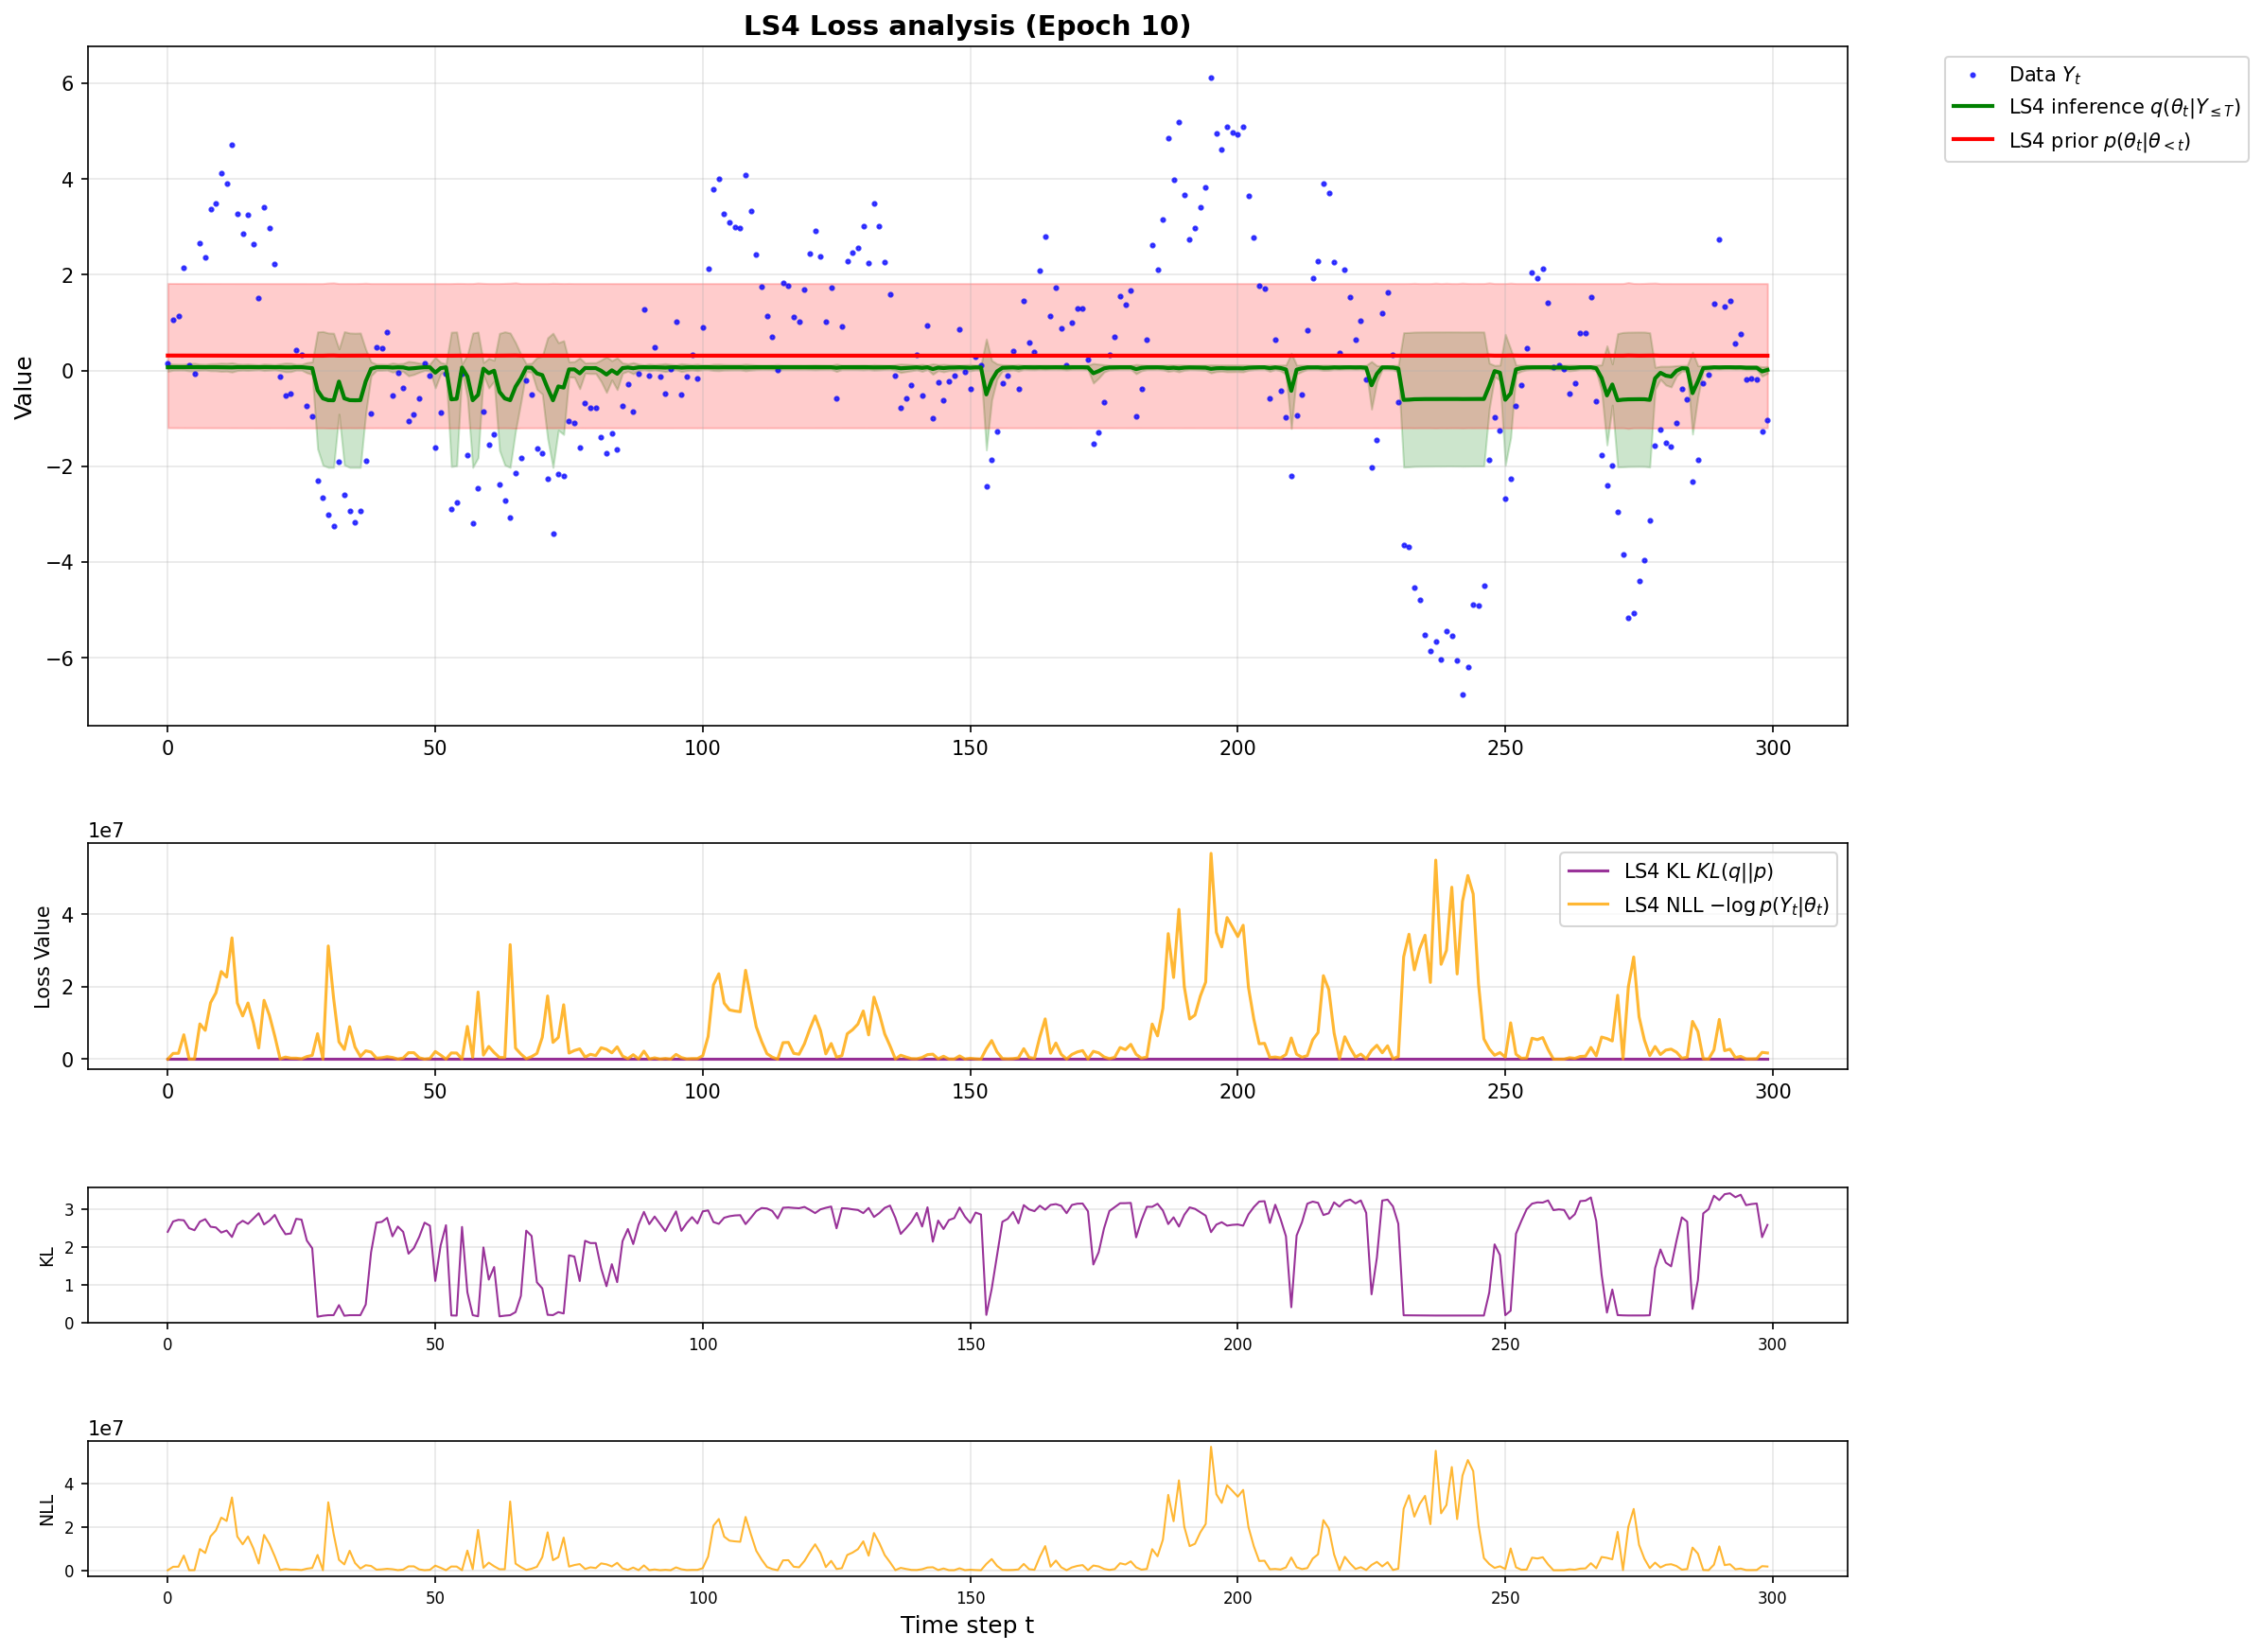 LS4 Loss analysis (Epoch 10)
Value
6
4
2
0
−2
−4
−6
0 50 100 150 200 250 300
Data $Y_t$
LS4 inference $q(\theta_t|Y_{\leq T})$
LS4 prior $p(\theta_t|\theta_{<t})$
1e7
Loss Value
4
2
0
0 50 100 150 200 250 300
LS4 KL $KL(q||p)$
LS4 NLL $-\log p(Y_t|\theta_t)$
KL
3
2
1
0
0 50 100 150 200 250 300
1e7
NLL
4
2
0
0 50 100 150 200 250 300
Time step t